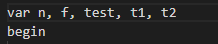 var n, f, test, t1, t2
begin